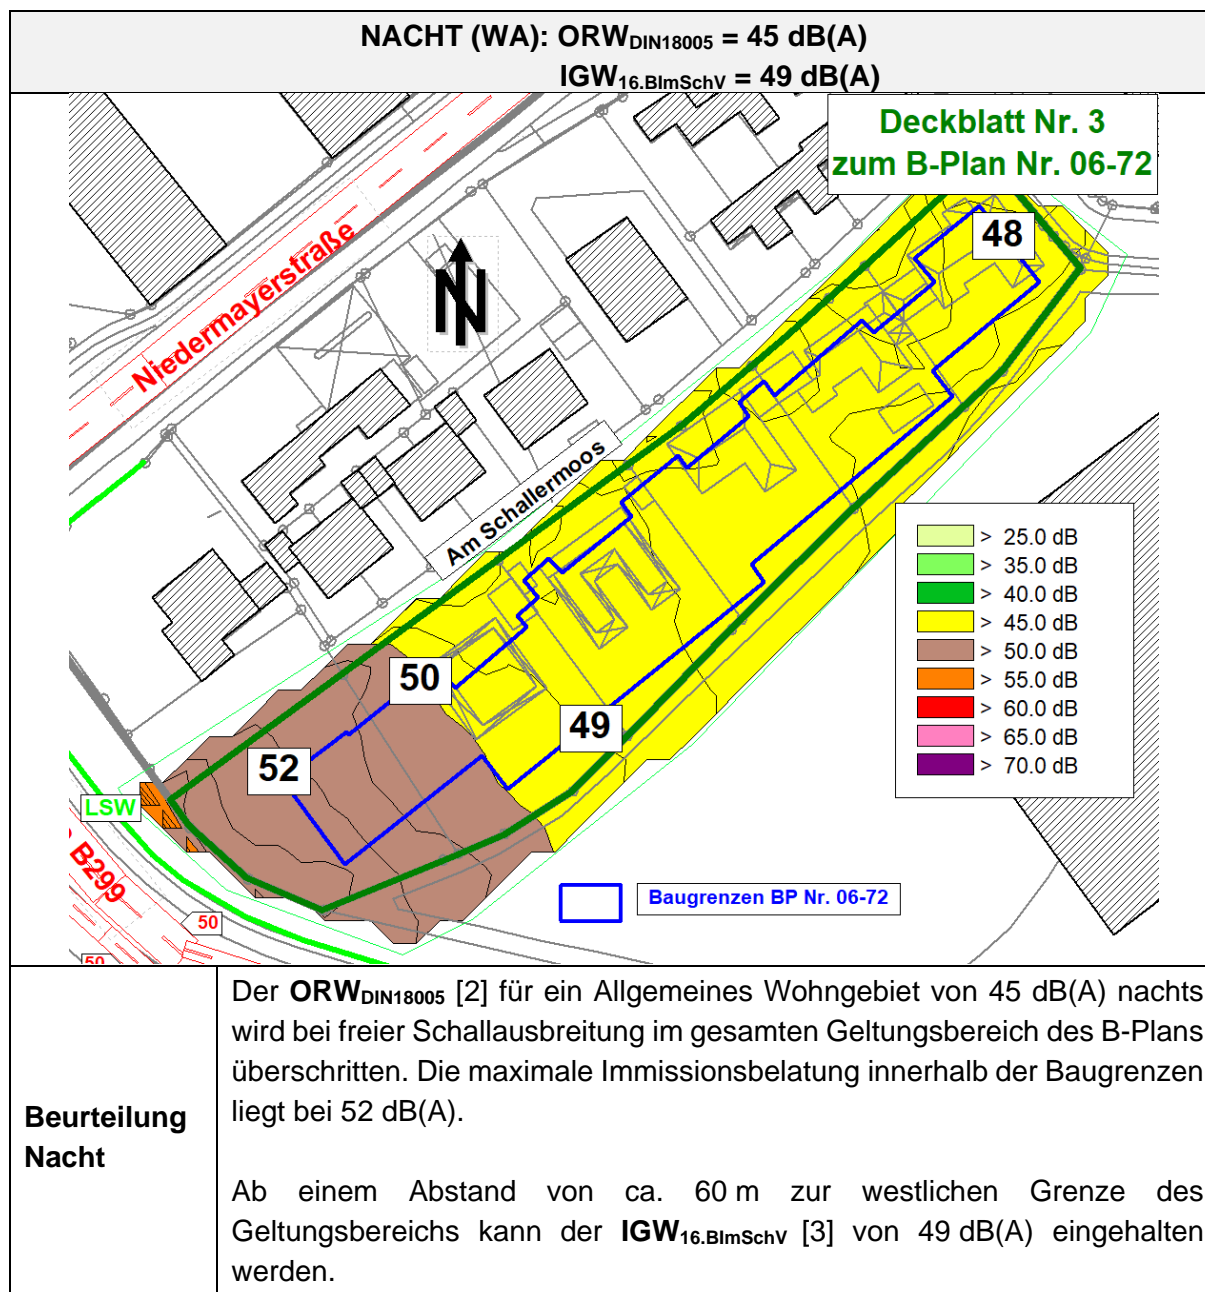 NACHT (WA): ORWDIN18005 = 45 dB(A)
IGW16.BImSchV = 49 dB(A)
Deckblatt Nr. 3
zum B-Plan Nr. 06-72
48
Niedermayerstraße
N
Am Schallermoos
> 25.0 dB
> 35.0 dB
> 40.0 dB
> 45.0 dB
> 50.0 dB
> 55.0 dB
> 60.0 dB
> 65.0 dB
> 70.0 dB
50
49
52
LSW
B299
50
50
Baugrenzen BP Nr. 06-72
Beurteilung
Nacht
Der ORWDIN18005 [2] für ein Allgemeines Wohngebiet von 45 dB(A) nachts
wird bei freier Schallausbreitung im gesamten Geltungsbereich des B-Plans
überschritten. Die maximale Immissionsbelatung innerhalb der Baugrenzen
liegt bei 52 dB(A).
Ab einem Abstand von ca. 60 m zur westlichen Grenze des
Geltungsbereichs kann der IGW16.BImSchV [3] von 49 dB(A) eingehalten
werden.